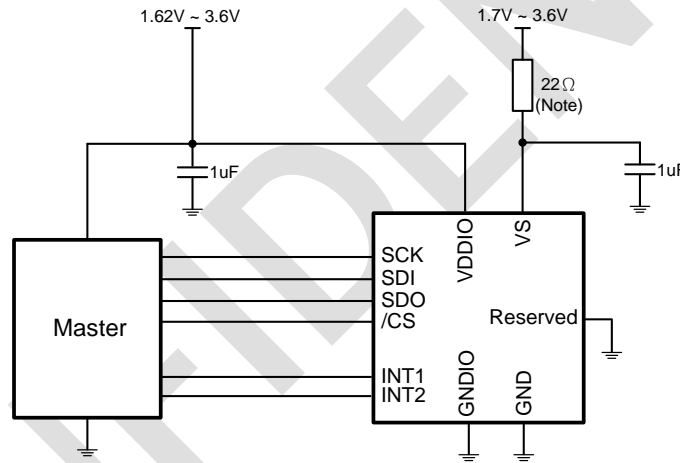 1.62V ~ 3.6V
1.7V ~ 3.6V
22Ω
(Note)
1uF
1uF
VDDIO
VS
SCK
SDI
SDO
/CS
Master
Reserved
INT1
INT2
GNDIO
GND
FIDEN